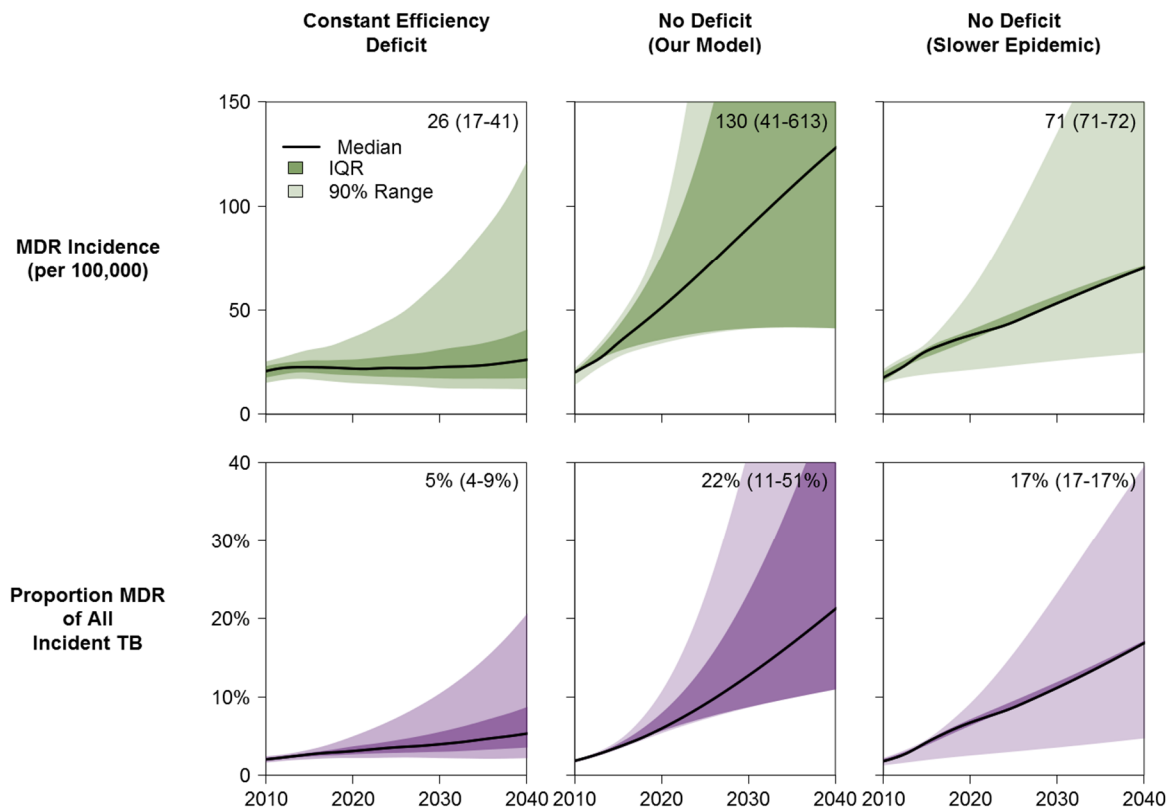 Constant Efficiency
Deficit
No Deficit
(Our Model)
No Deficit
(Slower Epidemic)
MDR Incidence
(per 100,000)
150
100
50
0
26 (17-41)
Median
IQR
90% Range
130 (41-613)
71 (71-72)
Proportion MDR
of All
Incident TB
40
30%
20%
10%
0
5% (4-9%)
22% (11-51%)
17% (17-17%)
2010 2020 2030 2040 2010 2020 2030 2040 2010 2020 2030 2040